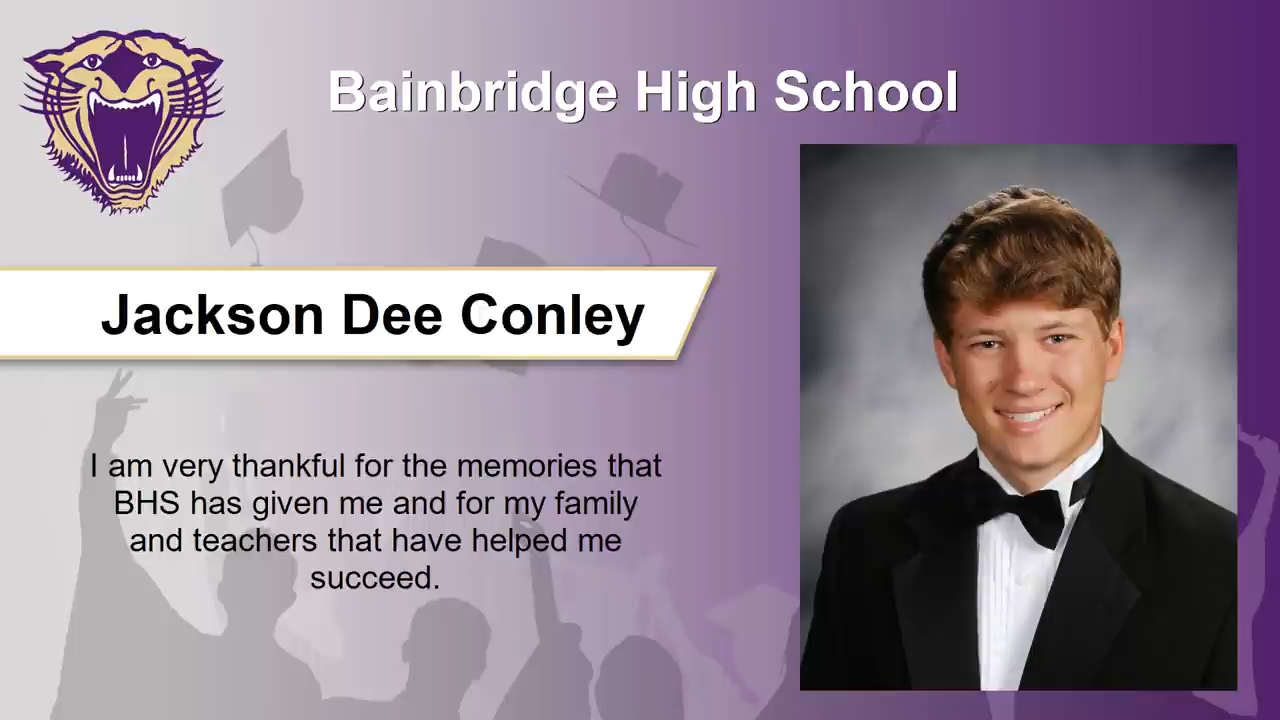 Bainbridge High School
Jackson Dee Conley
I am very thankful for the memories that
BHS has given me and for my family
and teachers that have helped me
succeed.